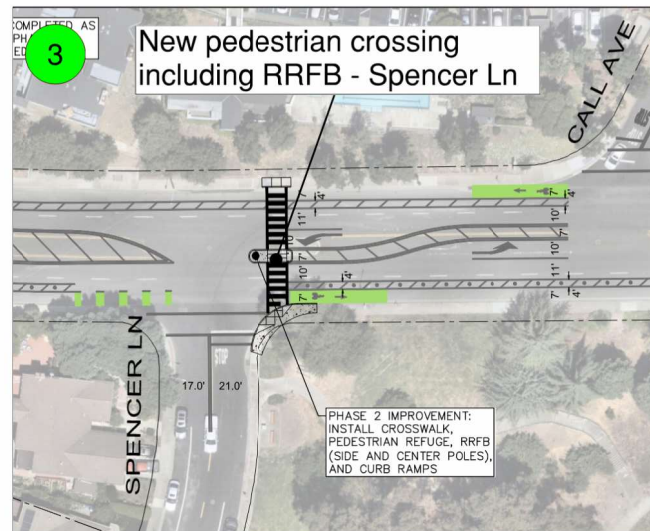 COMPLETED AS
3
New pedestrian crossing
including RRFB - Spencer Ln
CALL AVE
7'
4'
7'
4'
11'
10'
10'
7'
10'
10'
11'
4'
7'
7'
4'
STOP
17.0'
21.0'
SPENCER LN
PHASE 2 IMPROVEMENT:
INSTALL CROSSWALK,
PEDESTRIAN REFUGE, RRFB
(SIDE AND CENTER POLES),
AND CURB RAMPS